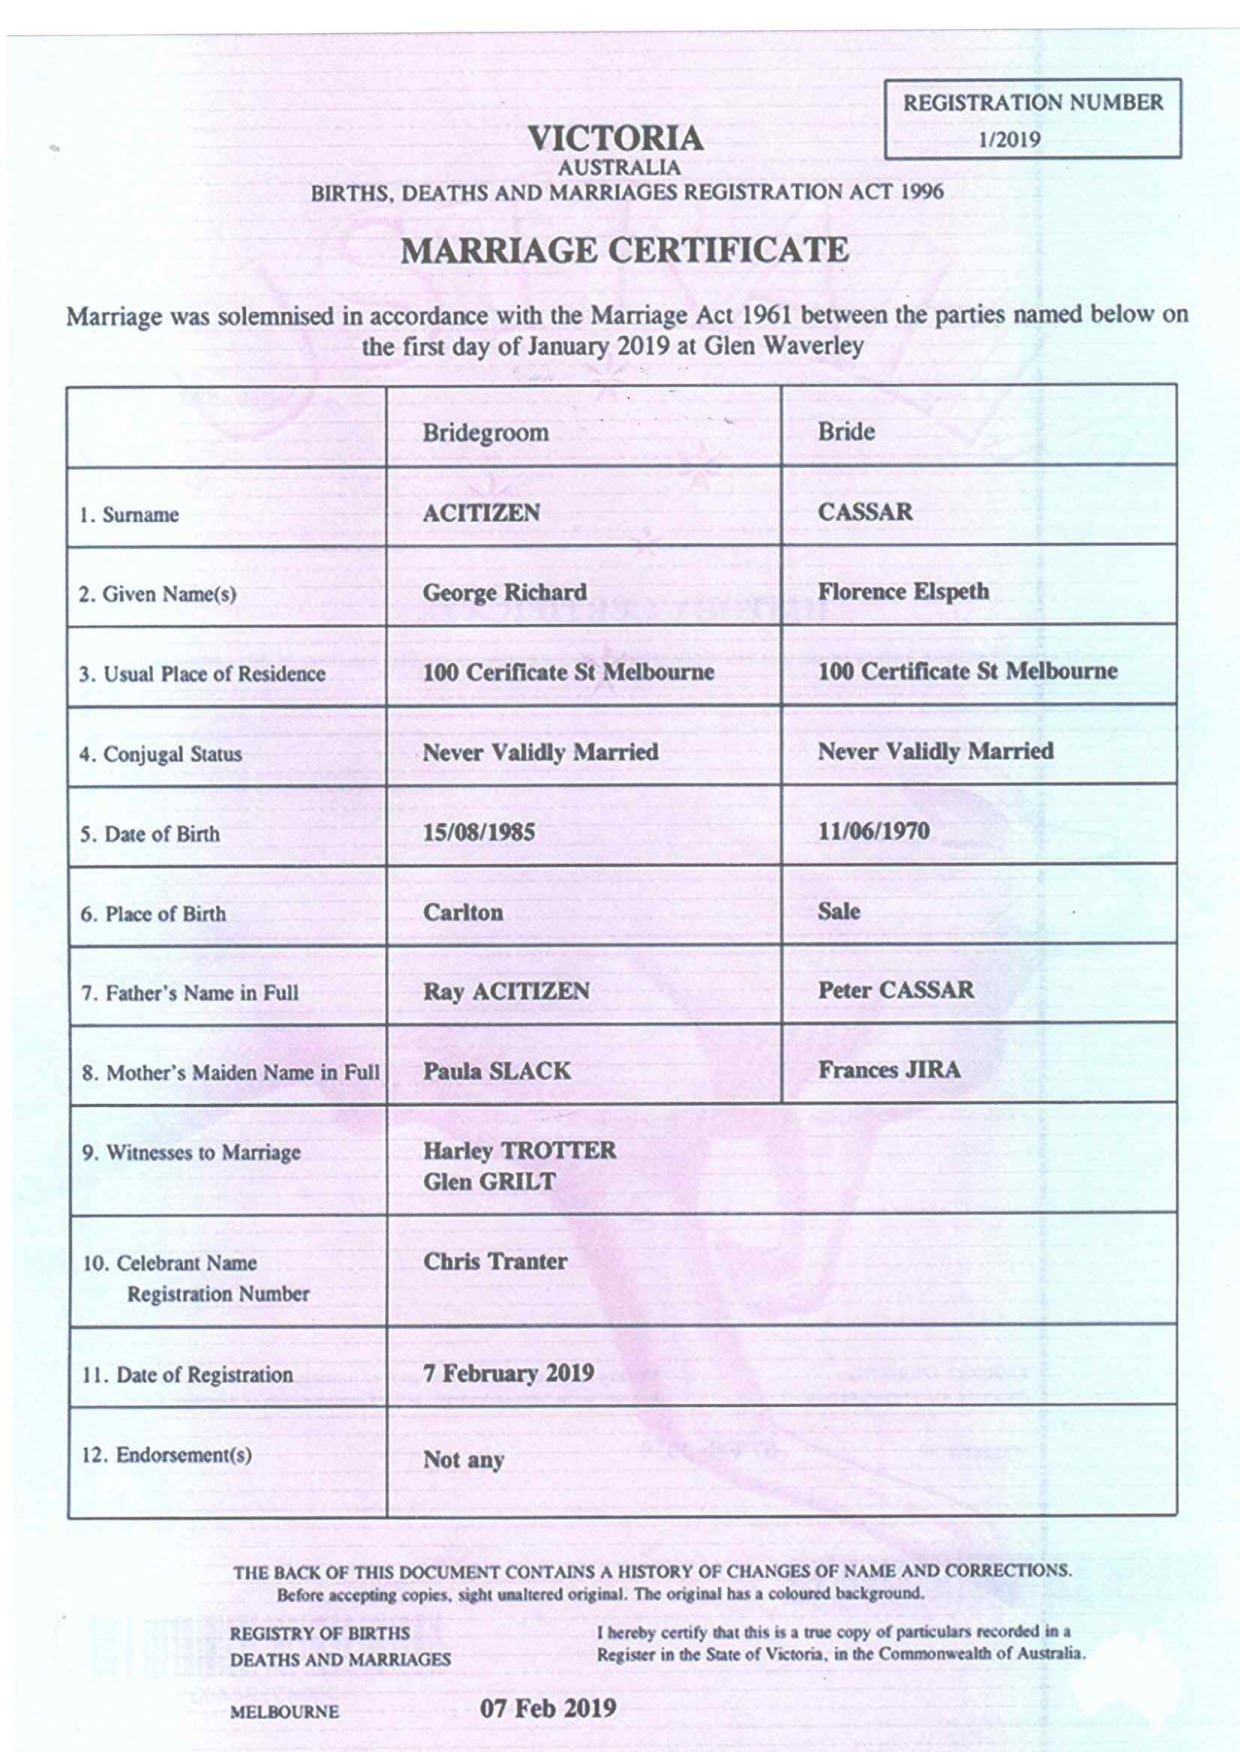 REGISTRATION NUMBER
1/2019
VICTORIA
AUSTRALIA
BIRTHS, DEATHS AND MARRIAGES REGISTRATION ACT 1996
MARRIAGE CERTIFICATE
Marriage was solemnised in accordance with the Marriage Act 1961 between the parties named below on
the first day of January 2019 at Glen Waverley
Bridegroom Bride
1. Surname ACITIZEN CASSAR
2. Given Name(s) George Richard Florence Elspeth
3. Usual Place of Residence 100 Cerificate St Melbourne 100 Certificate St Melbourne
4. Conjugal Status Never Validly Married Never Validly Married
5. Date of Birth 15/08/1985 11/06/1970
6. Place of Birth Carlton Sale
7. Father's Name in Full Ray ACITIZEN Peter CASSAR
8. Mother's Maiden Name in Full Paula SLACK Frances JIRA
9. Witnesses to Marriage Harley TROTTER
Glen GRILT
10. Celebrant Name Chris Tranter
Registration Number
11. Date of Registration 7 February 2019
12. Endorsement(s) Not any
THE BACK OF THIS DOCUMENT CONTAINS A HISTORY OF CHANGES OF NAME AND CORRECTIONS.
Before accepting copies, sight unaltered original. The original has a coloured background.
REGISTRY OF BIRTHS
DEATHS AND MARRIAGES
I hereby certify that this is a true copy of particulars recorded in a
Register in the State of Victoria, in the Commonwealth of Australia.
MELBOURNE 07 Feb 2019